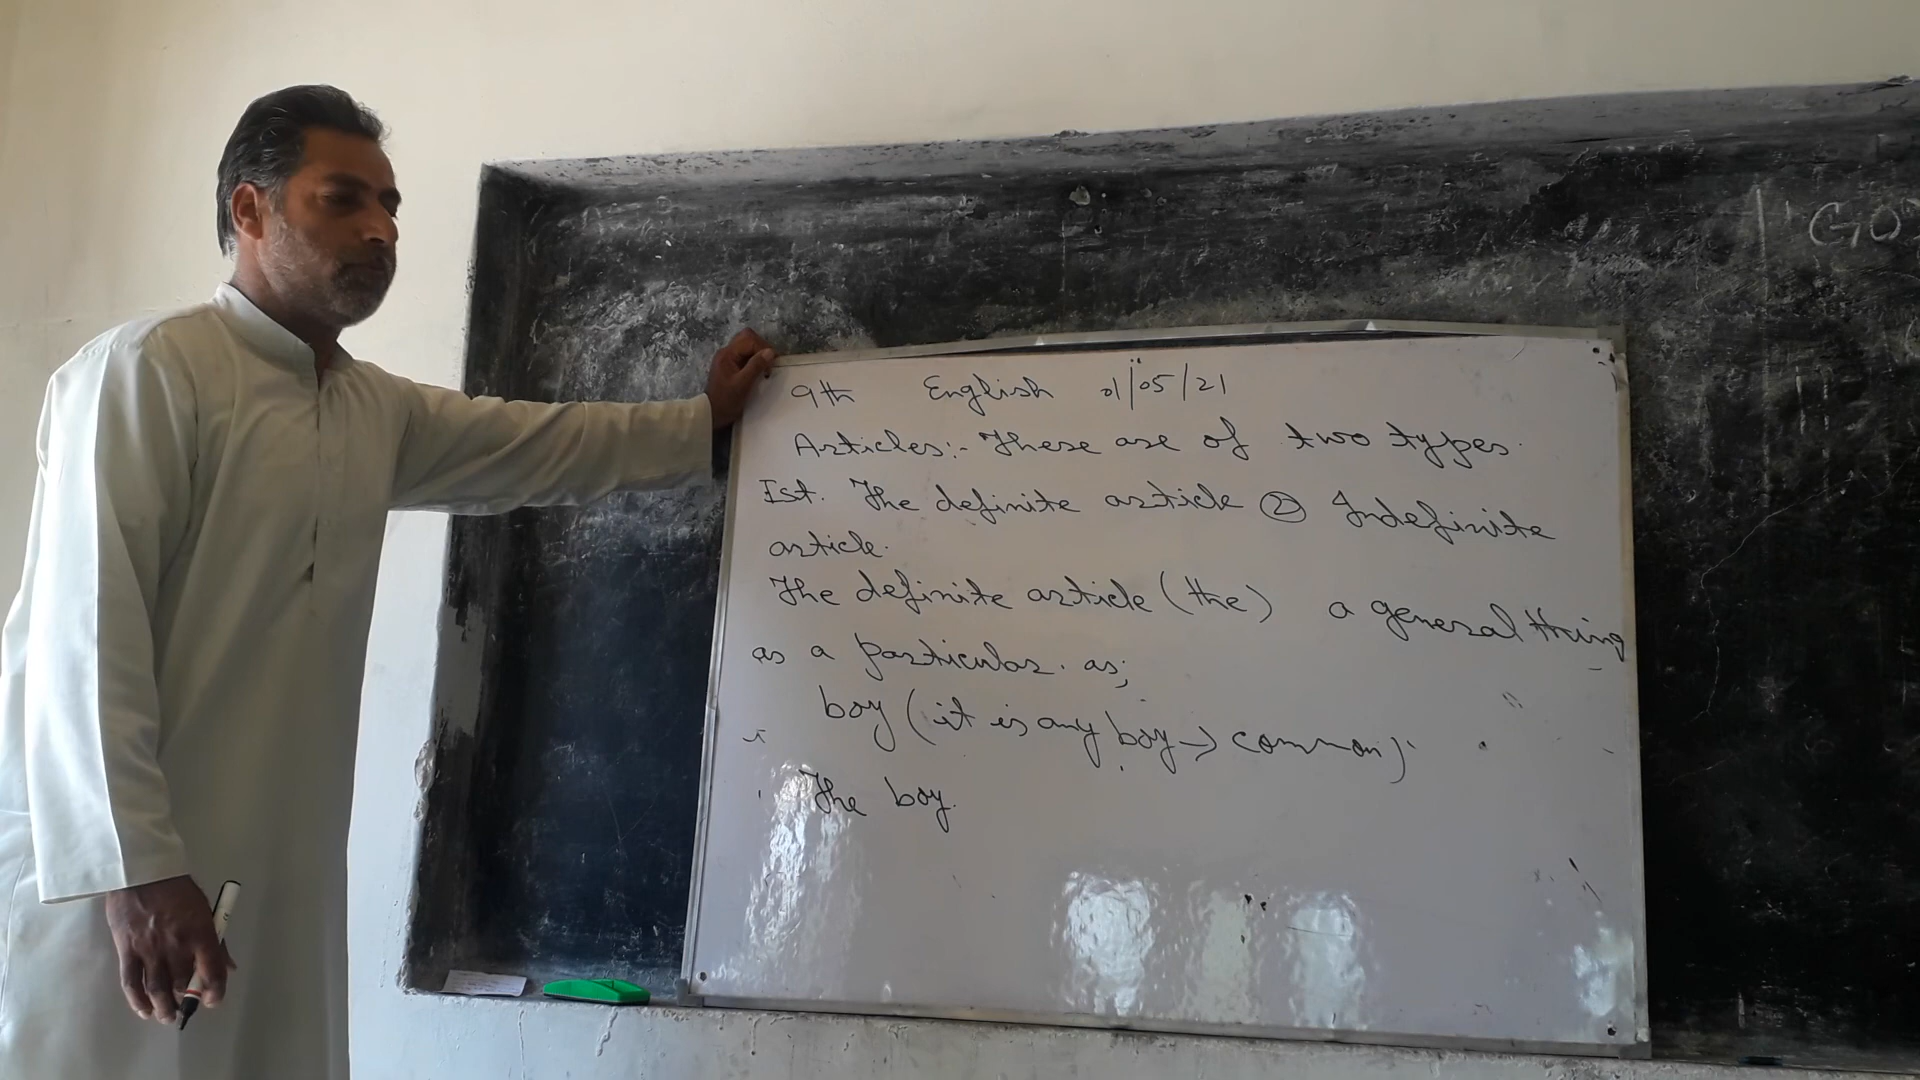 9th English 01/05/21
Articles:- These are of two types.
Ist. The definite article ② Indefinite
article.
The definite article (the) a general thing
as a particular. as;
boy (it is any boy → common)
The boy.